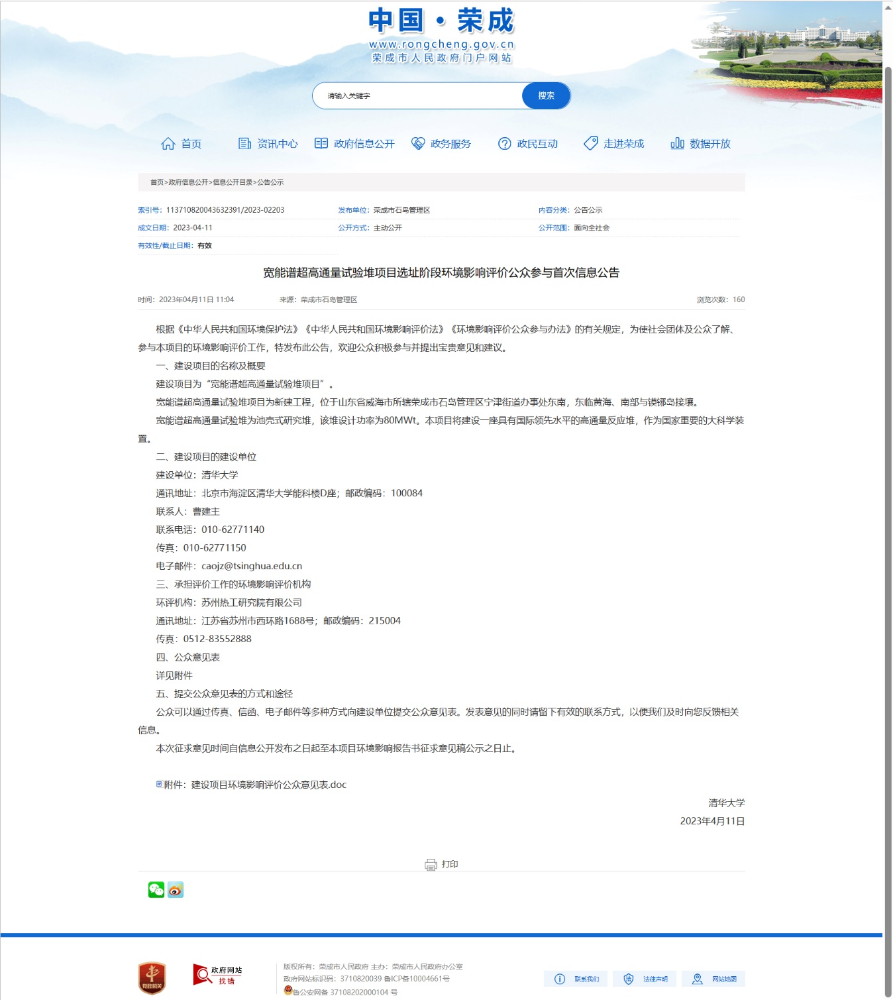 中国·荣成
www.rongcheng.gov.cn
荣成市人民政府门户网站
请输入关键字 搜索
首页 资讯中心 政府信息公开 政务服务 政民互动 走进荣成 数据开放
首页>政府信息公开>信息公开目录>公告公示
索引号：113710820043632391/2023-02203 发布单位：荣成市石岛管理区 内容分类：公告公示
成文日期：2023-04-11 公开方式：主动公开 公开范围：面向全社会
有效性/截止日期：有效
宽能谱超高通量试验堆项目选址阶段环境影响评价公众参与首次信息公告
时间：2023年04月11日 11:04 来源：荣成市石岛管理区 浏览次数：160
根据《中华人民共和国环境保护法》《中华人民共和国环境影响评价法》《环境影响评价公众参与办法》的有关规定，为使社会团体及公众了解、
参与本项目的环境影响评价工作，特发布此公告，欢迎公众积极参与并提出宝贵意见和建议。
一、建设项目的名称及概要
建设项目为“宽能谱超高通量试验堆项目”。
宽能谱超高通量试验堆项目为新建工程，位于山东省威海市所辖荣成市石岛管理区宁津街道办事处东南，东临黄海、南部与镆铘岛接壤。
宽能谱超高通量试验堆为池壳式研究堆，该堆设计功率为80MWt。本项目将建设一座具有国际领先水平的高通量反应堆，作为国家重要的大科学装
置。
二、建设项目的建设单位
建设单位：清华大学
通讯地址：北京市海淀区清华大学能科楼D座；邮政编码：100084
联系人：曹建主
联系电话：010-62771140
传真：010-62771150
电子邮件：caojz@tsinghua.edu.cn
三、承担评价工作的环境影响评价机构
环评机构：苏州热工研究院有限公司
通讯地址：江苏省苏州市西环路1688号；邮政编码：215004
传真：0512-83552888
四、公众意见表
详见附件
五、提交公众意见表的方式和途径
公众可以通过传真、信函、电子邮件等多种方式向建设单位提交公众意见表。发表意见的同时请留下有效的联系方式，以便我们及时向您反馈相关
信息。
本次征求意见时间自信息公开发布之日起至本项目环境影响报告书征求意见稿公示之日止。
附件：建设项目环境影响评价公众意见表.doc
清华大学
2023年4月11日
打印
党政机关
政府网站
找错
版权所有：荣成市人民政府 主办：荣成市人民政府办公室
政府网站标识码：3710820039 鲁ICP备10004661号
鲁公安网备 37108202000104 号
联系我们 法律声明 网站地图